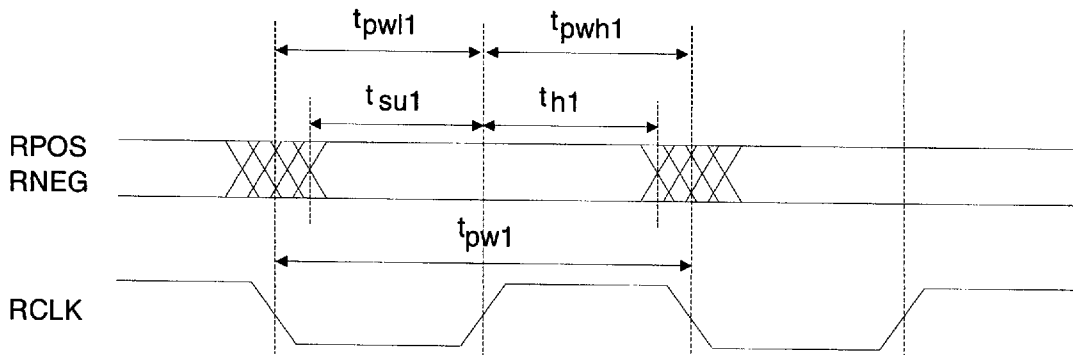 tpwl1 tpwh1
tsu1 th1
RPOS
RNEG
tpw1
RCLK